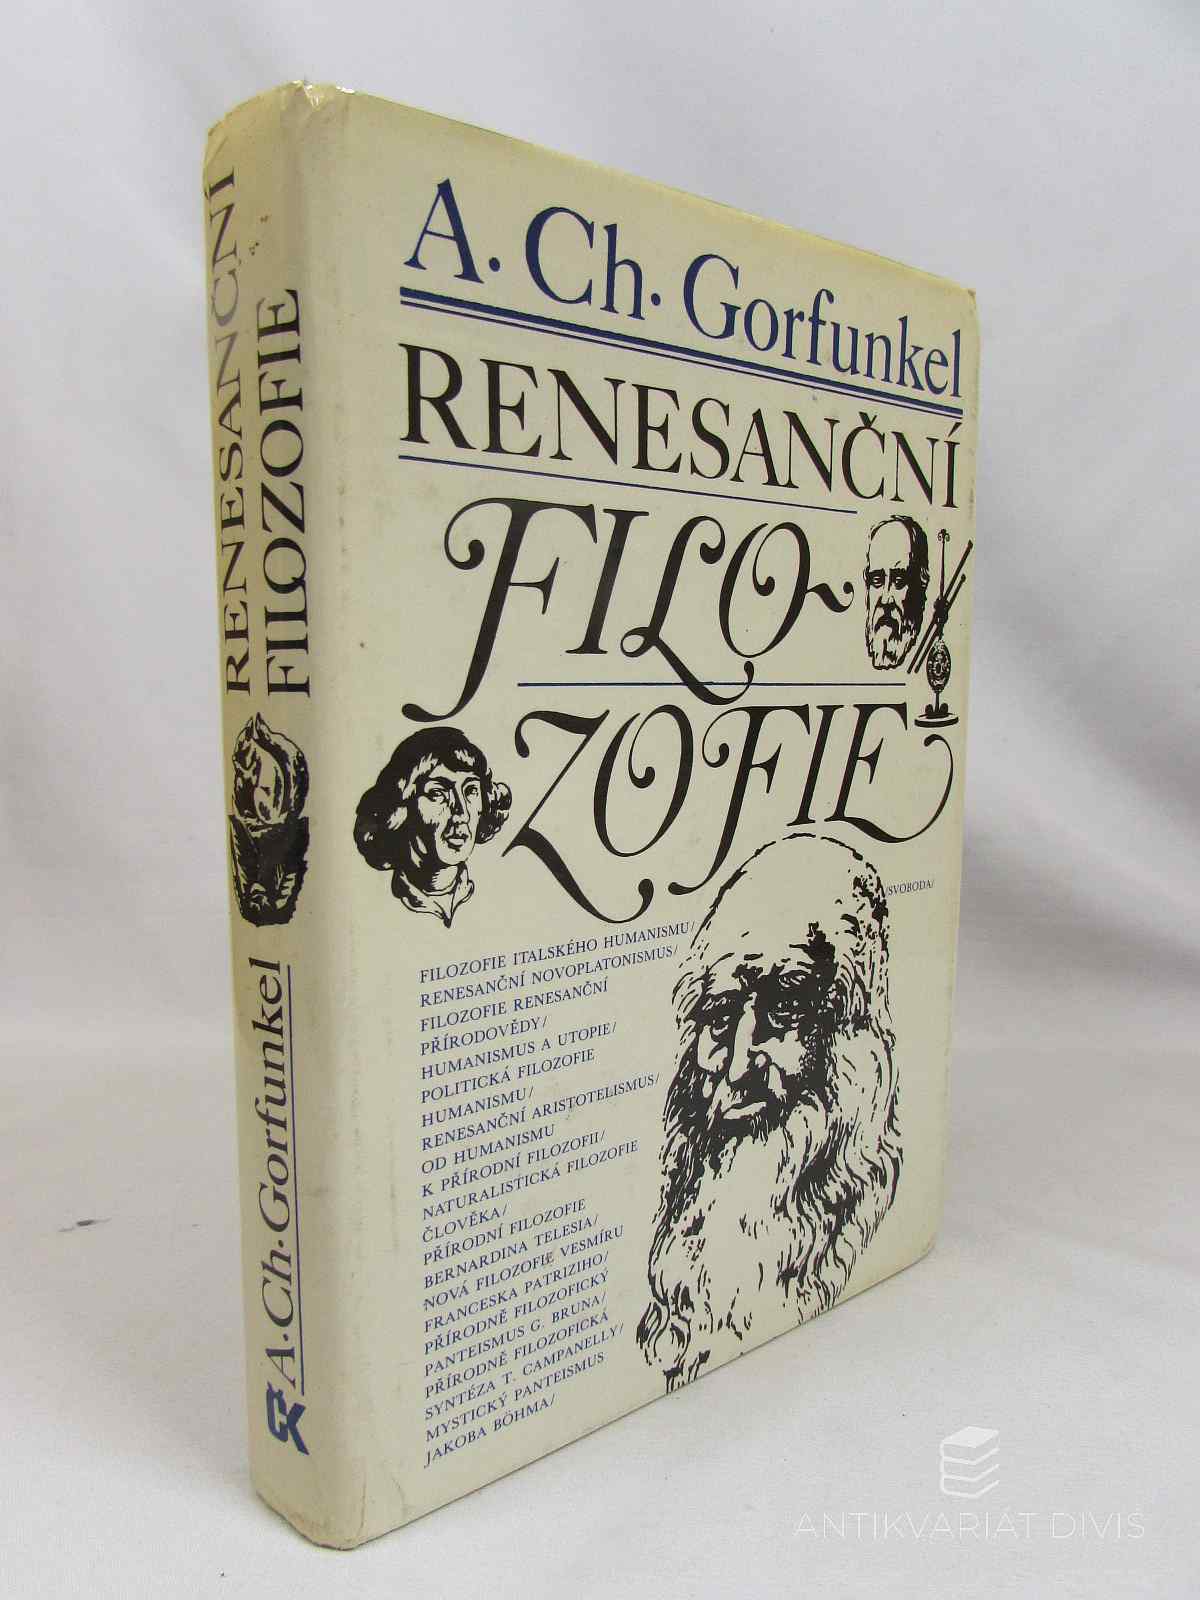 A. Ch. Gorfunkel
RENESANČNÍ
FILO-
ZOFIE
/SVOBODA/
FILOZOFIE ITALSKÉHO HUMANISMU/
RENESANČNÍ NOVOPLATONISMUS/
FILOZOFIE RENESANČNÍ
PŘÍRODOVĚDY/
HUMANISMUS A UTOPIE/
POLITICKÁ FILOZOFIE
HUMANISMU/
RENESANČNÍ ARISTOTELISMUS/
OD HUMANISMU
K PŘÍRODNÍ FILOZOFII/
NATURALISTICKÁ FILOZOFIE
ČLOVĚKA/
PŘÍRODNÍ FILOZOFIE
BERNARDINA TELESIA/
NOVÁ FILOZOFIE VESMÍRU
FRANCESKA PATRIZIHO/
PŘÍRODNĚ FILOZOFICKÝ
PANTEISMUS G. BRUNA/
PŘÍRODNĚ FILOZOFICKÁ
SYNTÉZA T. CAMPANELLY/
MYSTICKÝ PANTEISMUS
JAKOBA BÖHMA/
RENESANČNÍ
FILOZOFIE
A. Ch. Gorfunkel
ČK
ANTIKVARIÁT DIVIŠ